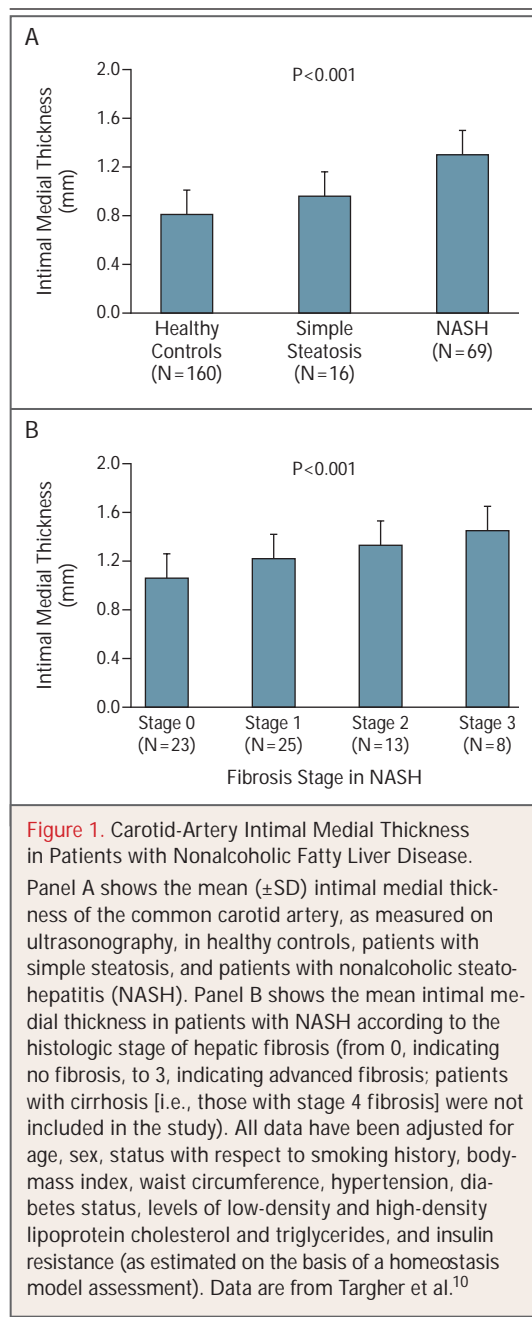 A
P<0.001
Intimal Medial Thickness
(mm)
2.0
1.6
1.2
0.8
0.4
0.0
Healthy
Controls
(N=160)
Simple
Steatosis
(N=16)
NASH
(N=69)
B
P<0.001
Intimal Medial Thickness
(mm)
2.0
1.6
1.2
0.8
0.4
0.0
Stage 0
(N=23)
Stage 1
(N=25)
Stage 2
(N=13)
Stage 3
(N=8)
Fibrosis Stage in NASH
Figure 1. Carotid-Artery Intimal Medial Thickness
in Patients with Nonalcoholic Fatty Liver Disease.
Panel A shows the mean (±SD) intimal medial thick-
ness of the common carotid artery, as measured on
ultrasonography, in healthy controls, patients with
simple steatosis, and patients with nonalcoholic steato-
hepatitis (NASH). Panel B shows the mean intimal me-
dial thickness in patients with NASH according to the
histologic stage of hepatic fibrosis (from 0, indicating
no fibrosis, to 3, indicating advanced fibrosis; patients
with cirrhosis [i.e., those with stage 4 fibrosis] were not
included in the study). All data have been adjusted for
age, sex, status with respect to smoking history, body-
mass index, waist circumference, hypertension, dia-
betes status, levels of low-density and high-density
lipoprotein cholesterol and triglycerides, and insulin
resistance (as estimated on the basis of a homeostasis
model assessment). Data are from Targher et al.10